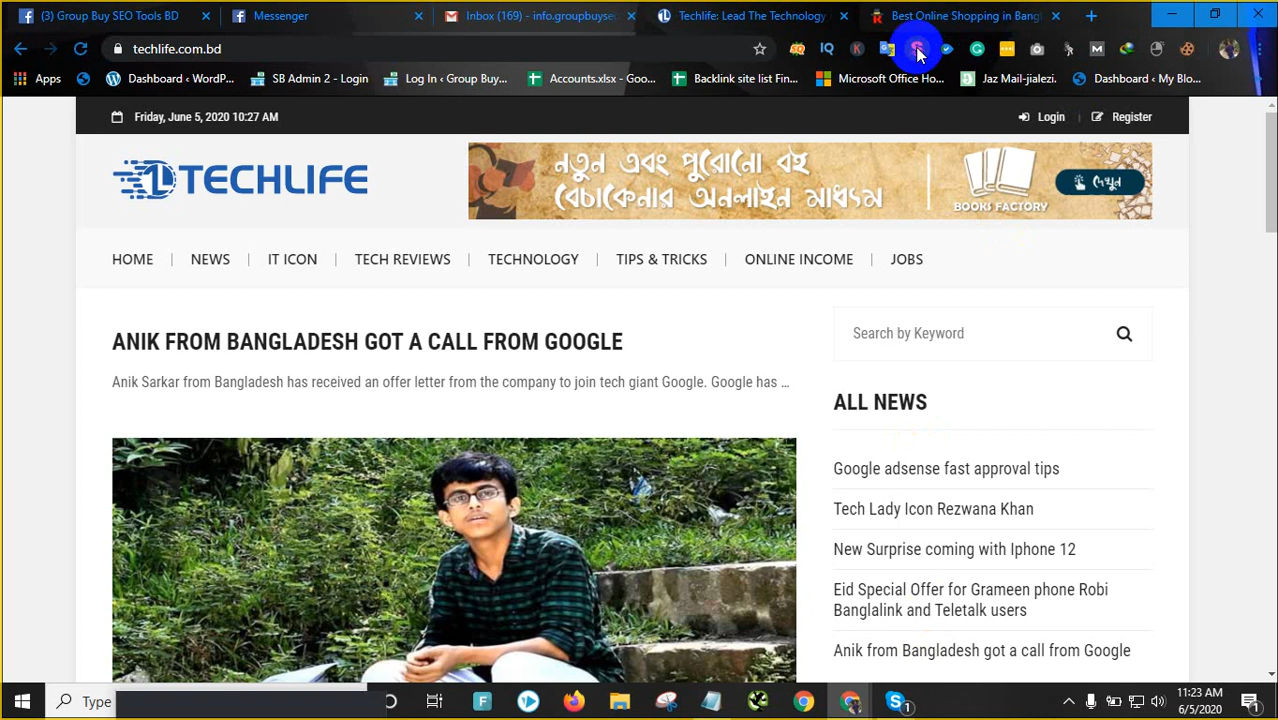 (3) Group Buy SEO Tools BD
Messenger
Inbox (169) - info.groupbuyse
Techlife: Lead The Technology
Best Online Shopping in Bang
techlife.com.bd
Apps
Dashboard ‹ WordP...
SB Admin 2 - Login
Log In ‹ Group Buy...
Accounts.xlsx - Goo...
Backlink site list Fin...
Microsoft Office Ho...
Jaz Mail-jialezi.
Dashboard ‹ My Blo...
Friday, June 5, 2020 10:27 AM
Login
Register
TECHLIFE
নতুন এবং পুরোনো বই
বেচাকেনার অনলাইন মাধ্যম
BOOKS FACTORY
দেখুন
HOME
NEWS
IT ICON
TECH REVIEWS
TECHNOLOGY
TIPS & TRICKS
ONLINE INCOME
JOBS
ANIK FROM BANGLADESH GOT A CALL FROM GOOGLE
Anik Sarkar from Bangladesh has received an offer letter from the company to join tech giant Google. Google has ...
Search by Keyword
ALL NEWS
Google adsense fast approval tips
Tech Lady Icon Rezwana Khan
New Surprise coming with Iphone 12
Eid Special Offer for Grameen phone Robi
Banglalink and Teletalk users
Anik from Bangladesh got a call from Google
Type
11:23 AM
6/5/2020